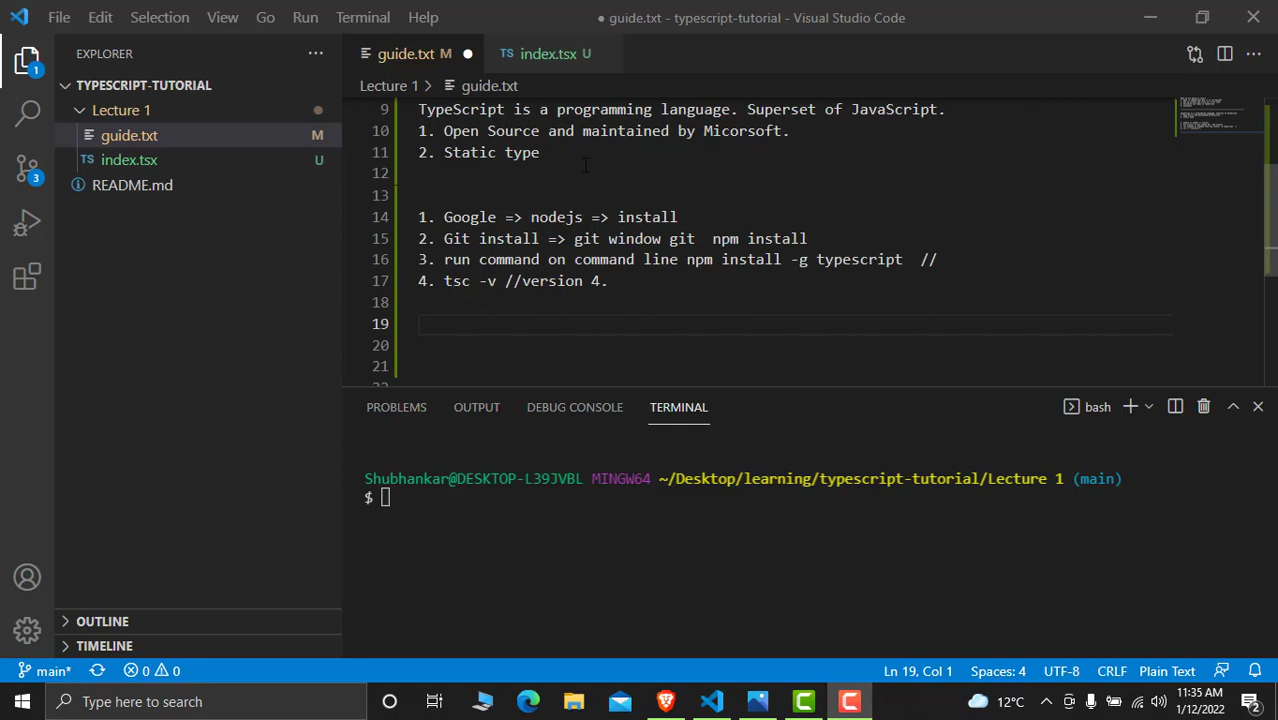 File Edit Selection View Go Run Terminal Help
● guide.txt - typescript-tutorial - Visual Studio Code
EXPLORER
TYPESCRIPT-TUTORIAL
Lecture 1
guide.txt M
TS index.tsx U
README.md
OUTLINE
TIMELINE
1
3
guide.txt M ●
TS index.tsx U
Lecture 1 > guide.txt
9 TypeScript is a programming language. Superset of JavaScript.
10 1. Open Source and maintained by Micorsoft.
11 2. Static type
12
13
14 1. Google => nodejs => install
15 2. Git install => git window git  npm install
16 3. run command on command line npm install -g typescript  //
17 4. tsc -v //version 4.
18
19
20
21
22
PROBLEMS OUTPUT DEBUG CONSOLE TERMINAL
bash
Shubhankar@DESKTOP-L39JVBL MINGW64 ~/Desktop/learning/typescript-tutorial/Lecture 1 (main)
$
main* 0 0
Ln 19, Col 1 Spaces: 4 UTF-8 CRLF Plain Text
Type here to search
12°C
11:35 AM
1/12/2022
2